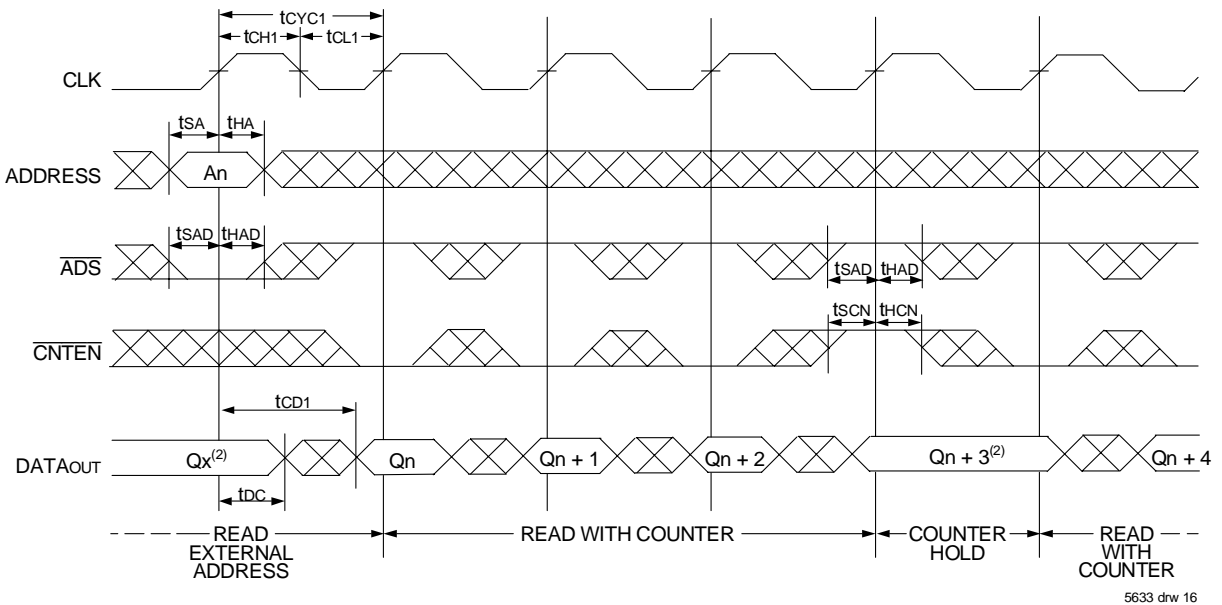 tCYC1
tCH1 tCL1
CLK
tSA tHA
ADDRESS An
tSAD tHAD
ADS
tSAD tHAD
tSCN tHCN
CNTEN
tCD1
DATAOUT Qx(2) Qn Qn + 1 Qn + 2 Qn + 3(2) Qn + 4
tDC
READ EXTERNAL ADDRESS
READ WITH COUNTER
COUNTER HOLD
READ WITH COUNTER
5633 drw 16